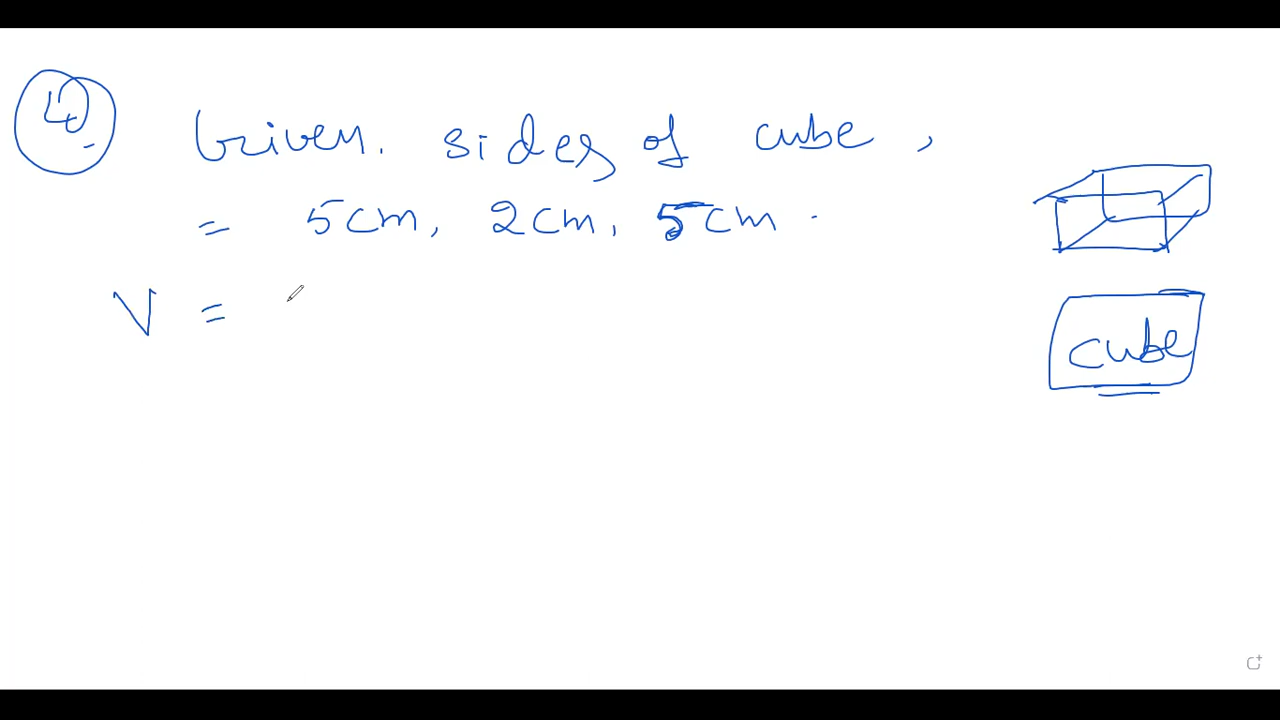 4.
Given. sides of cube,
= 5cm, 2cm, 5cm.
V =
cube